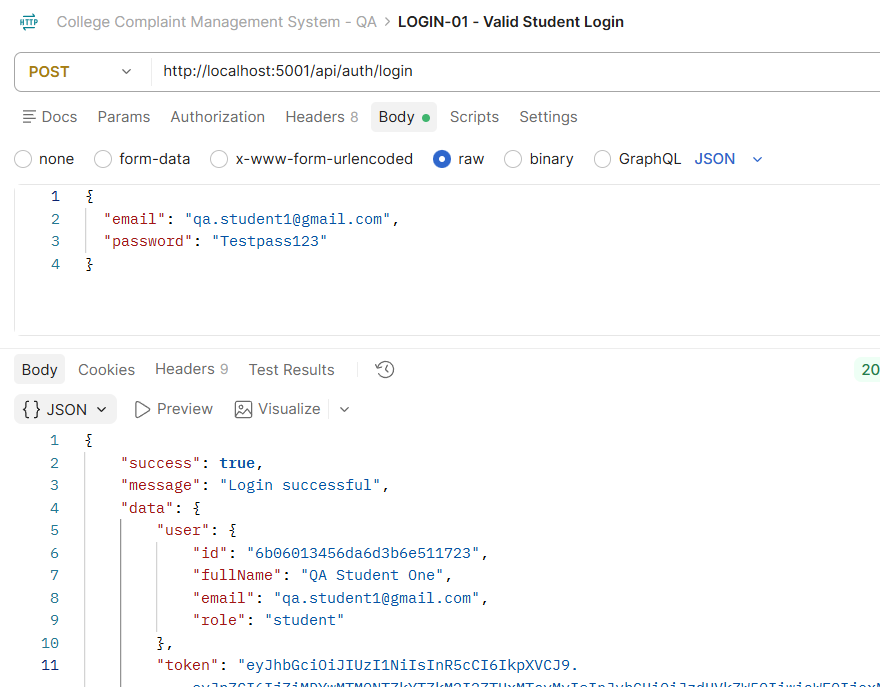 HTTP College Complaint Management System - QA > LOGIN-01 - Valid Student Login
POST http://localhost:5001/api/auth/login
Docs Params Authorization Headers 8 Body Scripts Settings
none form-data x-www-form-urlencoded raw binary GraphQL JSON
1 {
2 "email": "qa.student1@gmail.com",
3 "password": "Testpass123"
4 }
Body Cookies Headers 9 Test Results 20
{} JSON Preview Visualize
1 {
2 "success": true,
3 "message": "Login successful",
4 "data": {
5 "user": {
6 "id": "6b06013456da6d3b6e511723",
7 "fullName": "QA Student One",
8 "email": "qa.student1@gmail.com",
9 "role": "student"
10 },
11 "token": "eyJhbGciOiJIUzI1NiIsInR5cCI6IkpXVCJ9.